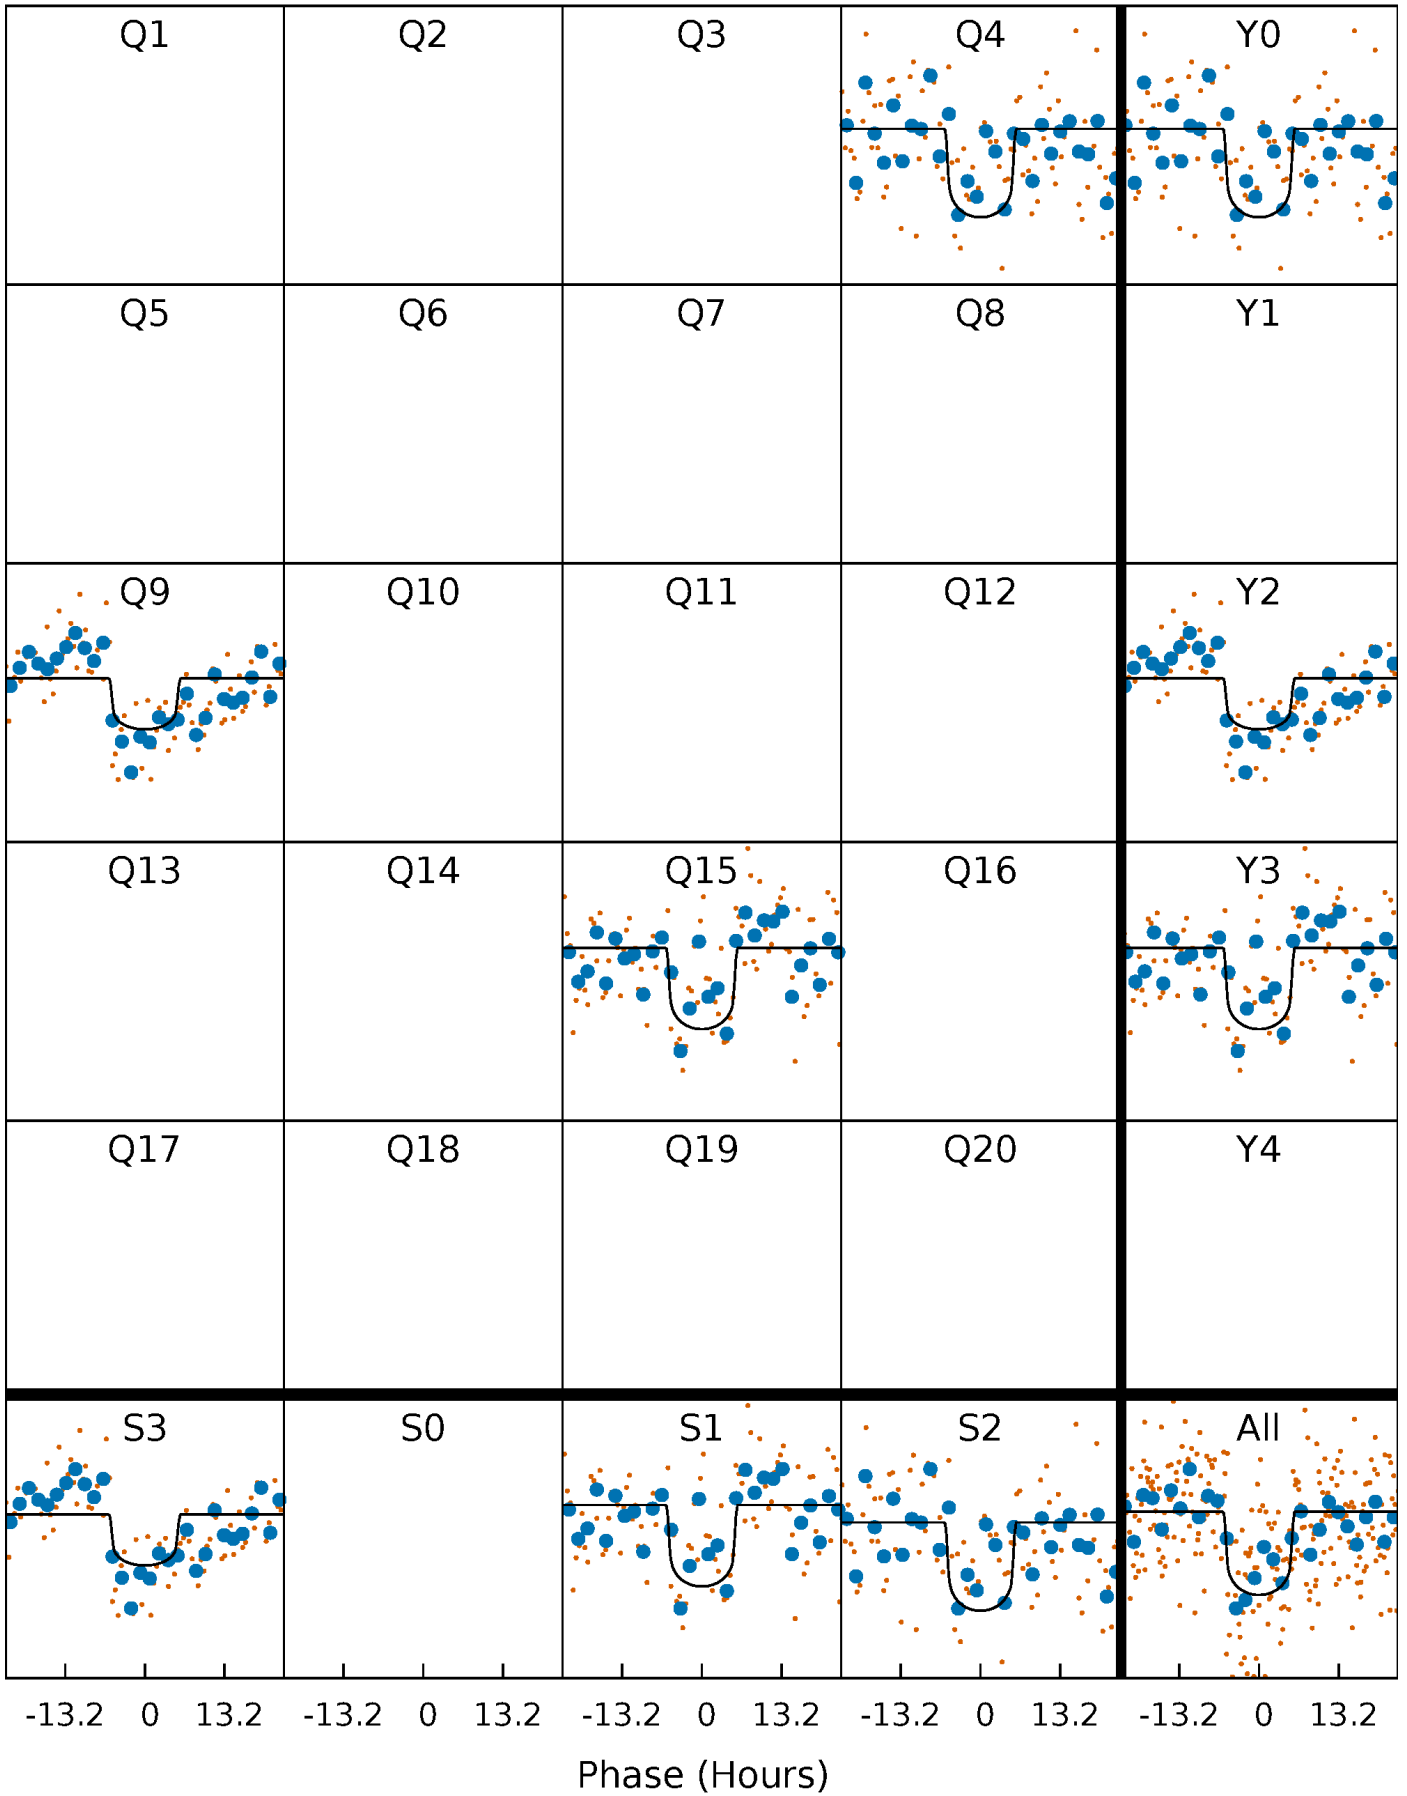 Q1 Q2 Q3 Q4 Y0
Q5 Q6 Q7 Q8 Y1
Q9 Q10 Q11 Q12 Y2
Q13 Q14 Q15 Q16 Y3
Q17 Q18 Q19 Q20 Y4
S3 S0 S1 S2 All
-13.2 0 13.2 -13.2 0 13.2 -13.2 0 13.2 -13.2 0 13.2 -13.2 0 13.2
Phase (Hours)